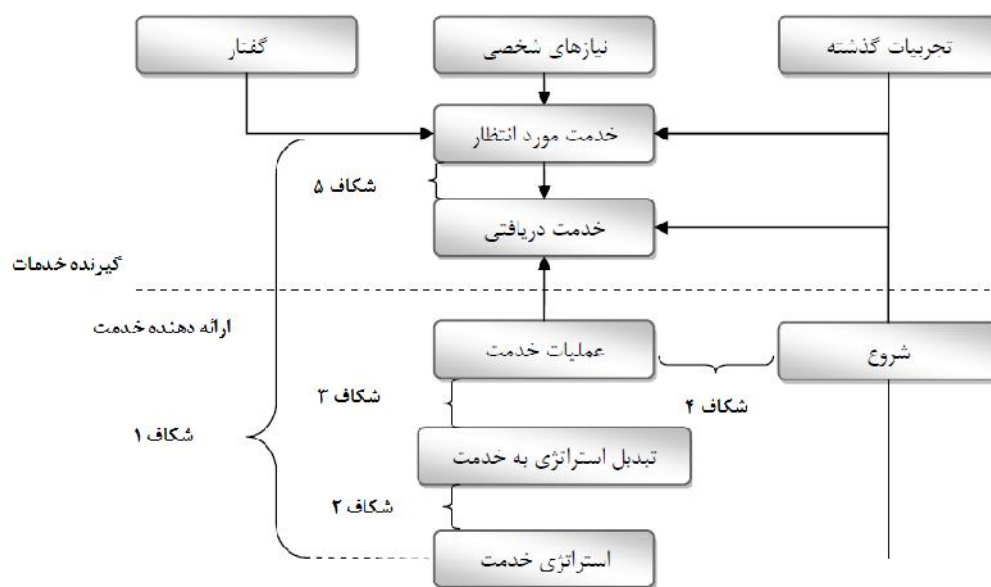 تجربیات گذشته
نیازهای شخصی
گفتار
خدمت مورد انتظار
شکاف ۵
خدمت دریافتی
گیرنده خدمات
ارائه دهنده خدمت
شروع
عملیات خدمت
شکاف ۴
شکاف ۳
شکاف ۱
تبدبل استراتژی به خدمت
شکاف ۲
استراتژی خدمت